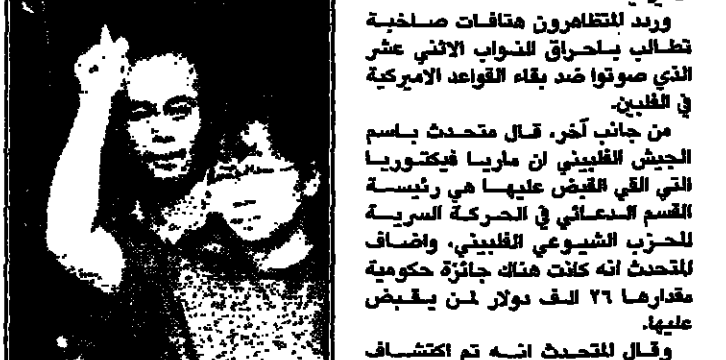 وردد المتظاهرون هتافات صاخبة
تطالب باحراق النواب الاثني عشر
الذي صوتوا ضد بقاء القواعد الاميركية
في الفلبين.
من جانب آخر، قال متحدث باسم
الجيش الفلبيني ان ماريا فيكتوريا
التي القي القبض عليها هي رئيسة
القسم الدعائي في الحركة السرية
للحزب الشيوعي الفلبيني، واضاف
المتحدث انه كانت هناك جائزة حكومية
مقدارها ٢٦ الف دولار لمن يقبض
عليها.
وقال المتحدث انه تم اكتشاف